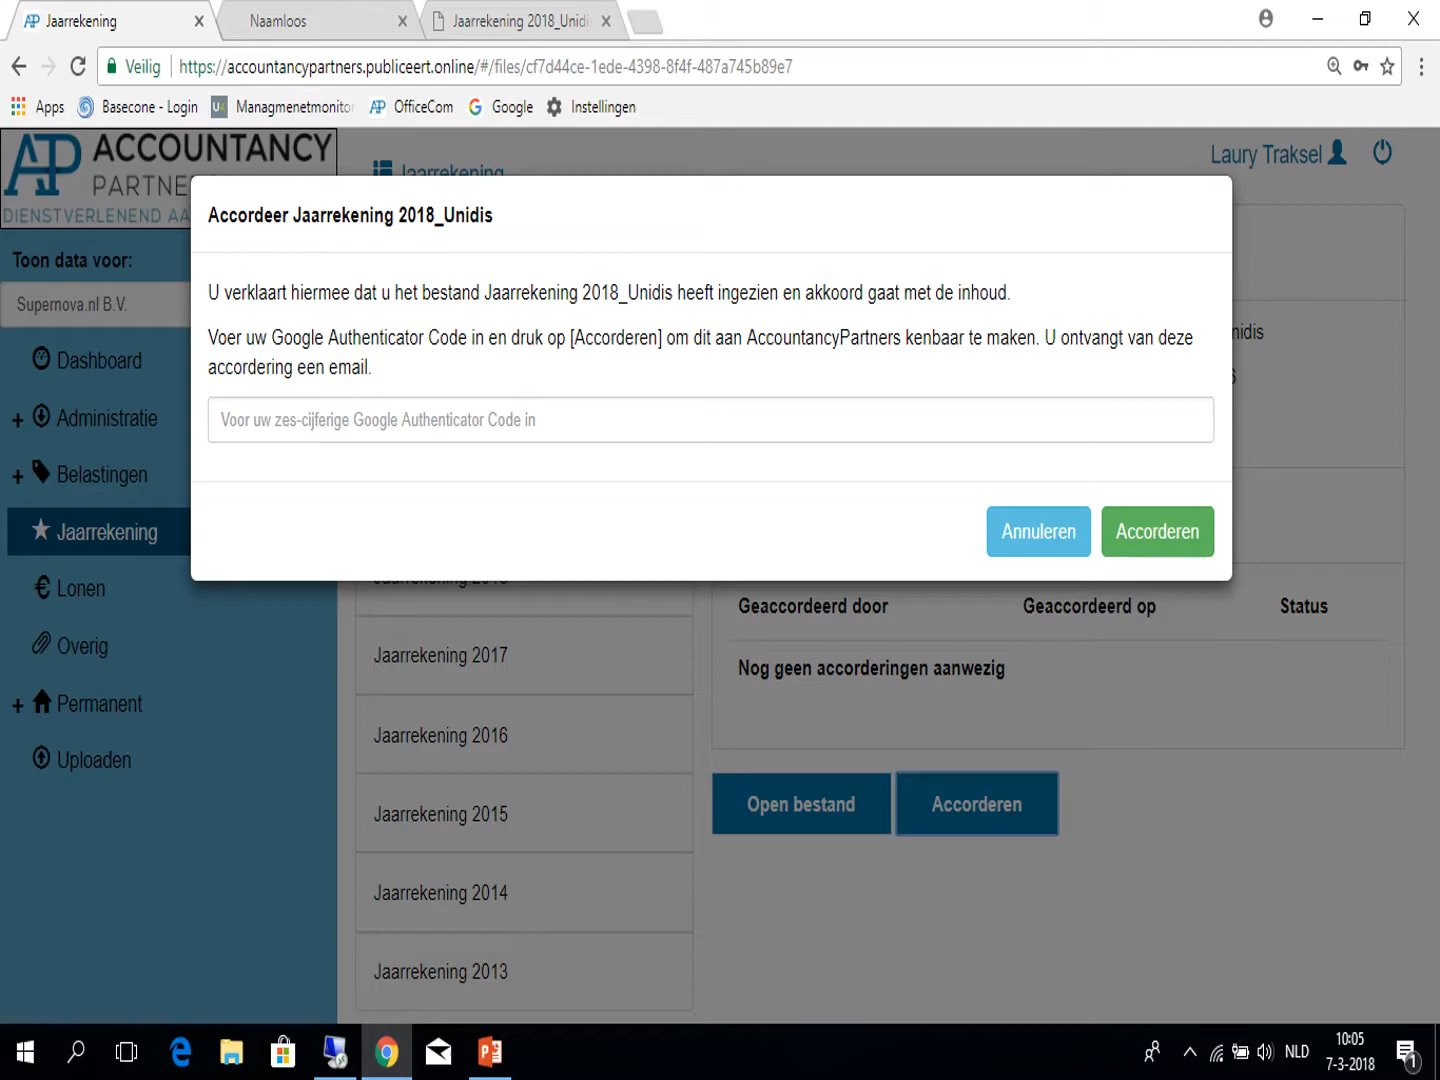 Jaarrekening
Naamloos
Jaarrekening 2018_Unidis
Veilig
https://accountancypartners.publiceert.online/#/files/cf7d44ce-1ede-4398-8f4f-487a745b89e7
Apps
Basecone - Login
Managmenetmonitor
OfficeCom
Google
Instellingen
AP ACCOUNTANCY
PARTNE
DIENSTVERLENEND AA
Jaarrekening
Laury Traksel
Toon data voor:
Supernova.nl B.V.
Dashboard
Administratie
Belastingen
Jaarrekening
Lonen
Overig
Permanent
Uploaden
Accordeer Jaarrekening 2018_Unidis
U verklaart hiermee dat u het bestand Jaarrekening 2018_Unidis heeft ingezien en akkoord gaat met de inhoud.
Voer uw Google Authenticator Code in en druk op [Accorderen] om dit aan AccountancyPartners kenbaar te maken. U ontvangt van deze
accordering een email.
Voor uw zes-cijferige Google Authenticator Code in
Annuleren
Accorderen
nidis
Jaarrekening 2017
Jaarrekening 2016
Jaarrekening 2015
Jaarrekening 2014
Jaarrekening 2013
Geaccordeerd door
Geaccordeerd op
Status
Nog geen accorderingen aanwezig
Open bestand
Accorderen
NLD
10:05
7-3-2018
1